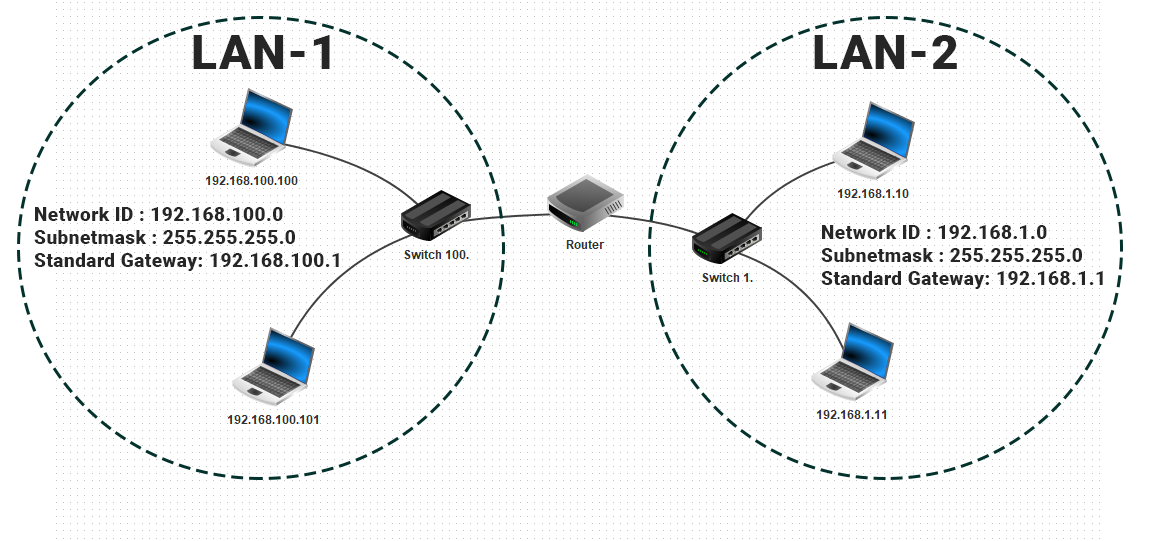 LAN-1
192.168.100.100
Network ID : 192.168.100.0
Subnetmask : 255.255.255.0
Standard Gateway: 192.168.100.1
Switch 100.
192.168.100.101
Router
LAN-2
192.168.1.10
Switch 1.
Network ID : 192.168.1.0
Subnetmask : 255.255.255.0
Standard Gateway: 192.168.1.1
192.168.1.11